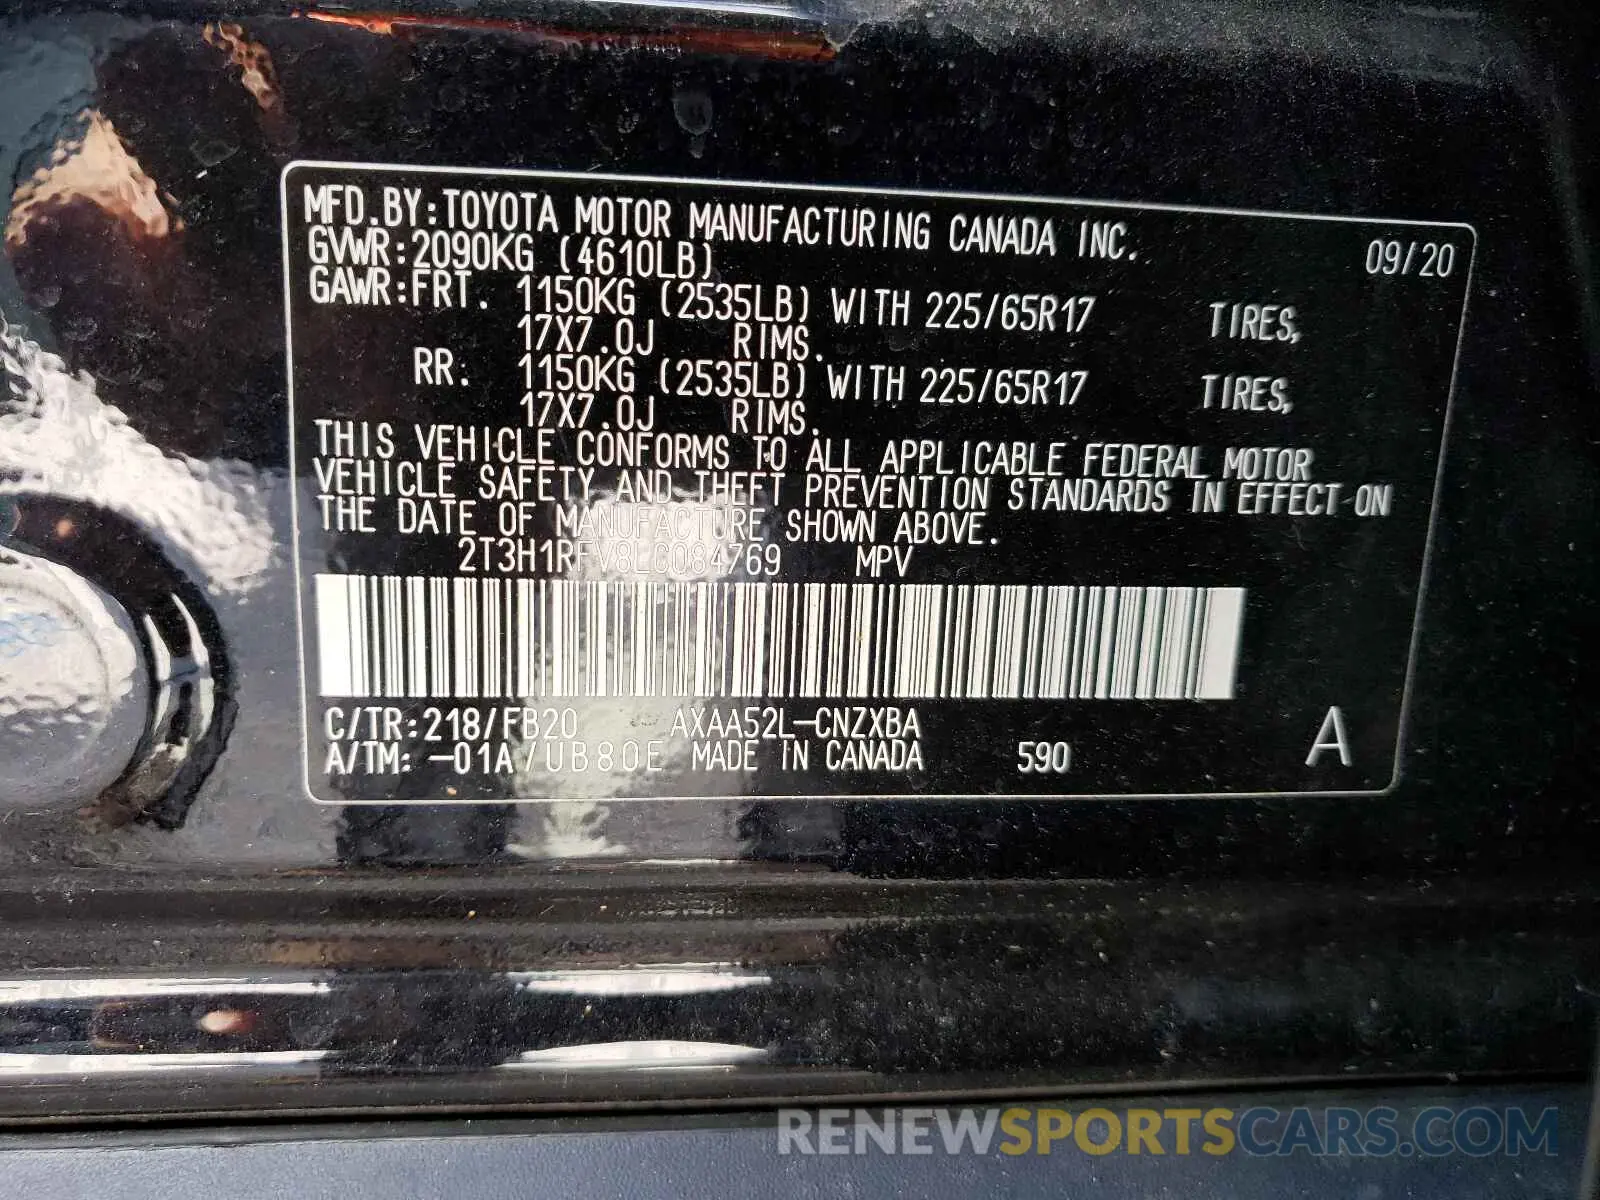 MFD.BY:TOYOTA MOTOR MANUFACTURING CANADA INC.
GVWR:2090KG (4610LB) 09/20
GAWR:FRT. 1150KG (2535LB) WITH 225/65R17 TIRES,
17X7.0J RIMS.
RR: 1150KG (2535LB) WITH 225/65R17 TIRES,
17X7.0J RIMS.
THIS VEHICLE CONFORMS TO ALL APPLICABLE FEDERAL MOTOR
VEHICLE SAFETY AND THEFT PREVENTION STANDARDS IN EFFECT ON
THE DATE OF MANUFACTURE SHOWN ABOVE.
2T3H1RFV8LC084769 MPV
C/TR:218/FB20 AXAA52L-CNZXBA
A/TM:-01A/UB80E MADE IN CANADA 590 A
RENEWSPORTSCARS.COM